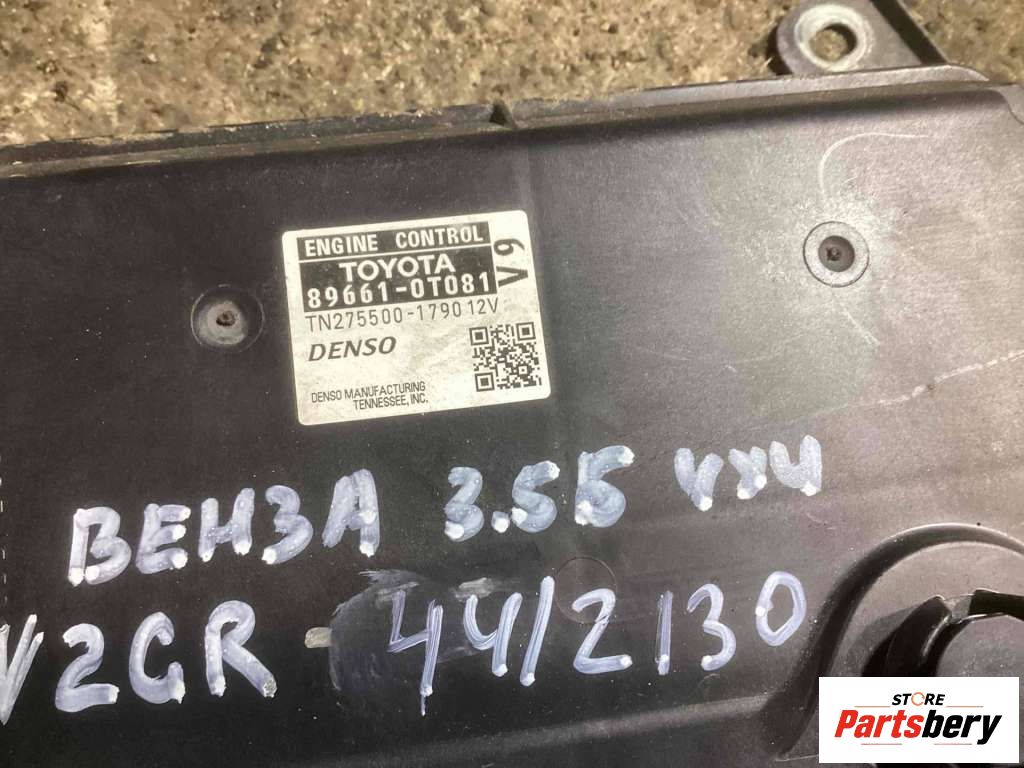 ENGINE CONTROL
TOYOTA
89661-0T081
V9
TN275500-1790 12V
DENSO
DENSO MANUFACTURING
TENNESSEE, INC.
ВЕНЗА 3.5Б 4х4
V2GR-44/2130
STORE
Partsbery